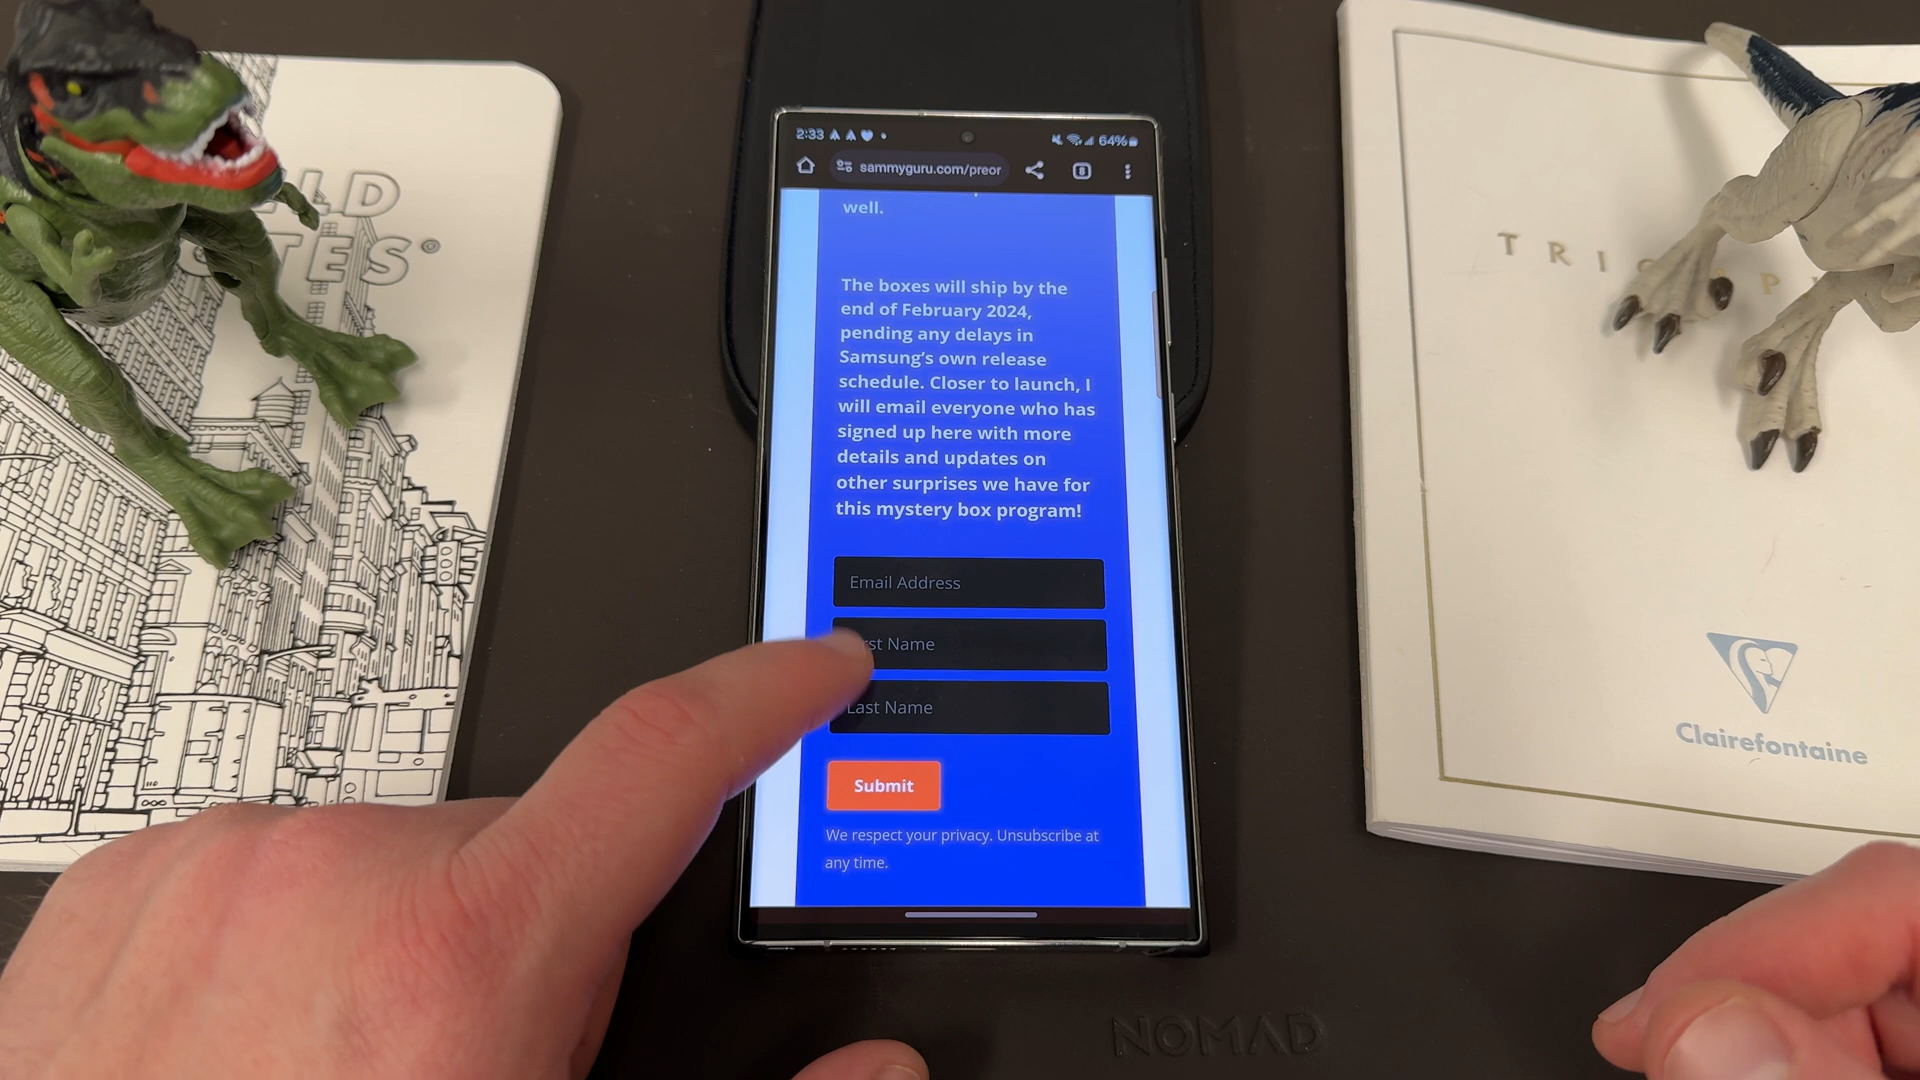 2:33
64%
sammyguru.com/preor
8
well.
The boxes will ship by the
end of February 2024,
pending any delays in
Samsung's own release
schedule. Closer to launch, I
will email everyone who has
signed up here with more
details and updates on
other surprises we have for
this mystery box program!
Email Address
rst Name
Last Name
Submit
We respect your privacy. Unsubscribe at
any time.
Clairefontaine
NOMAD